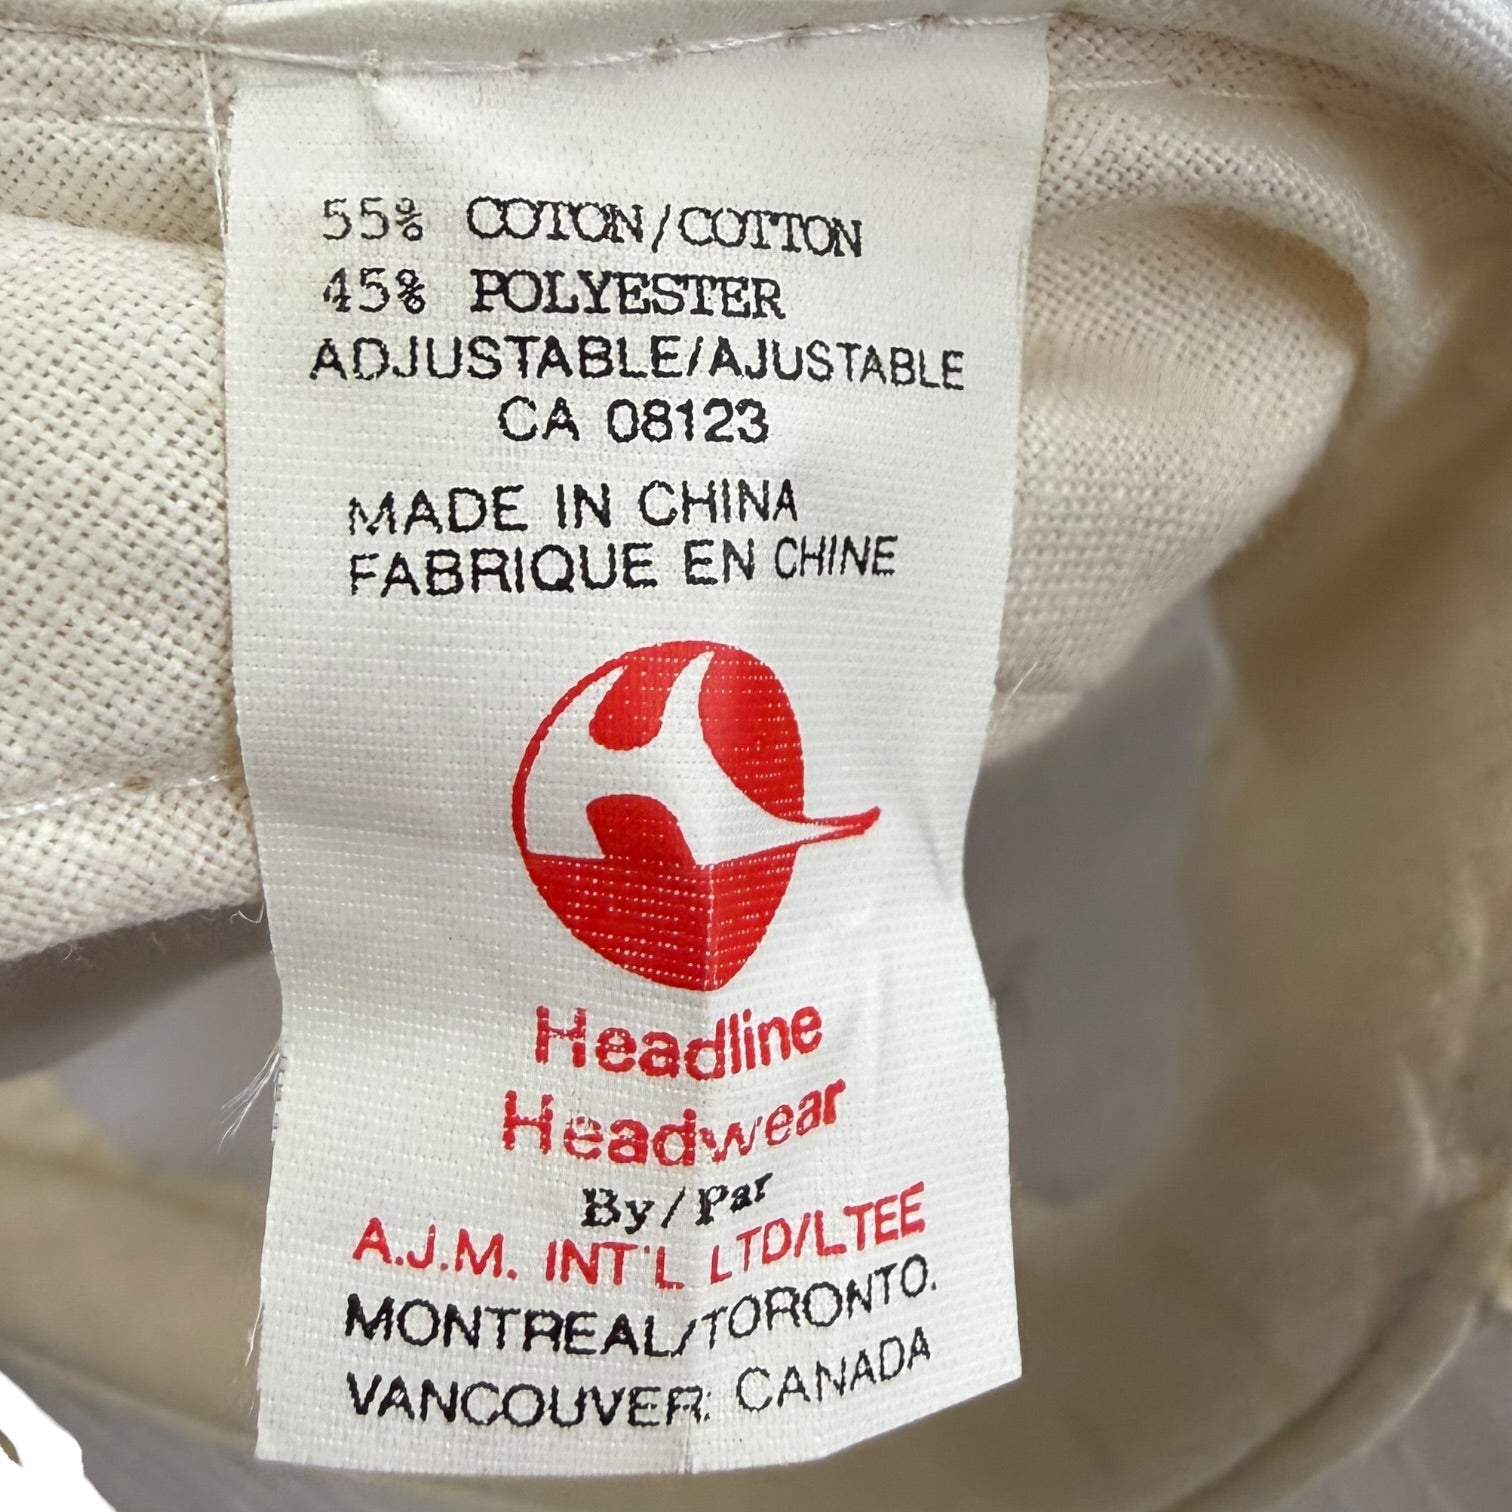 55% COTON/COTTON
45% POLYESTER
ADJUSTABLE/AJUSTABLE
CA 08123
MADE IN CHINA
FABRIQUE EN CHINE
Headline
Headwear
By/Par
A.J.M. INT'L LTD/LTEE
MONTREAL/TORONTO.
VANCOUVER. CANADA